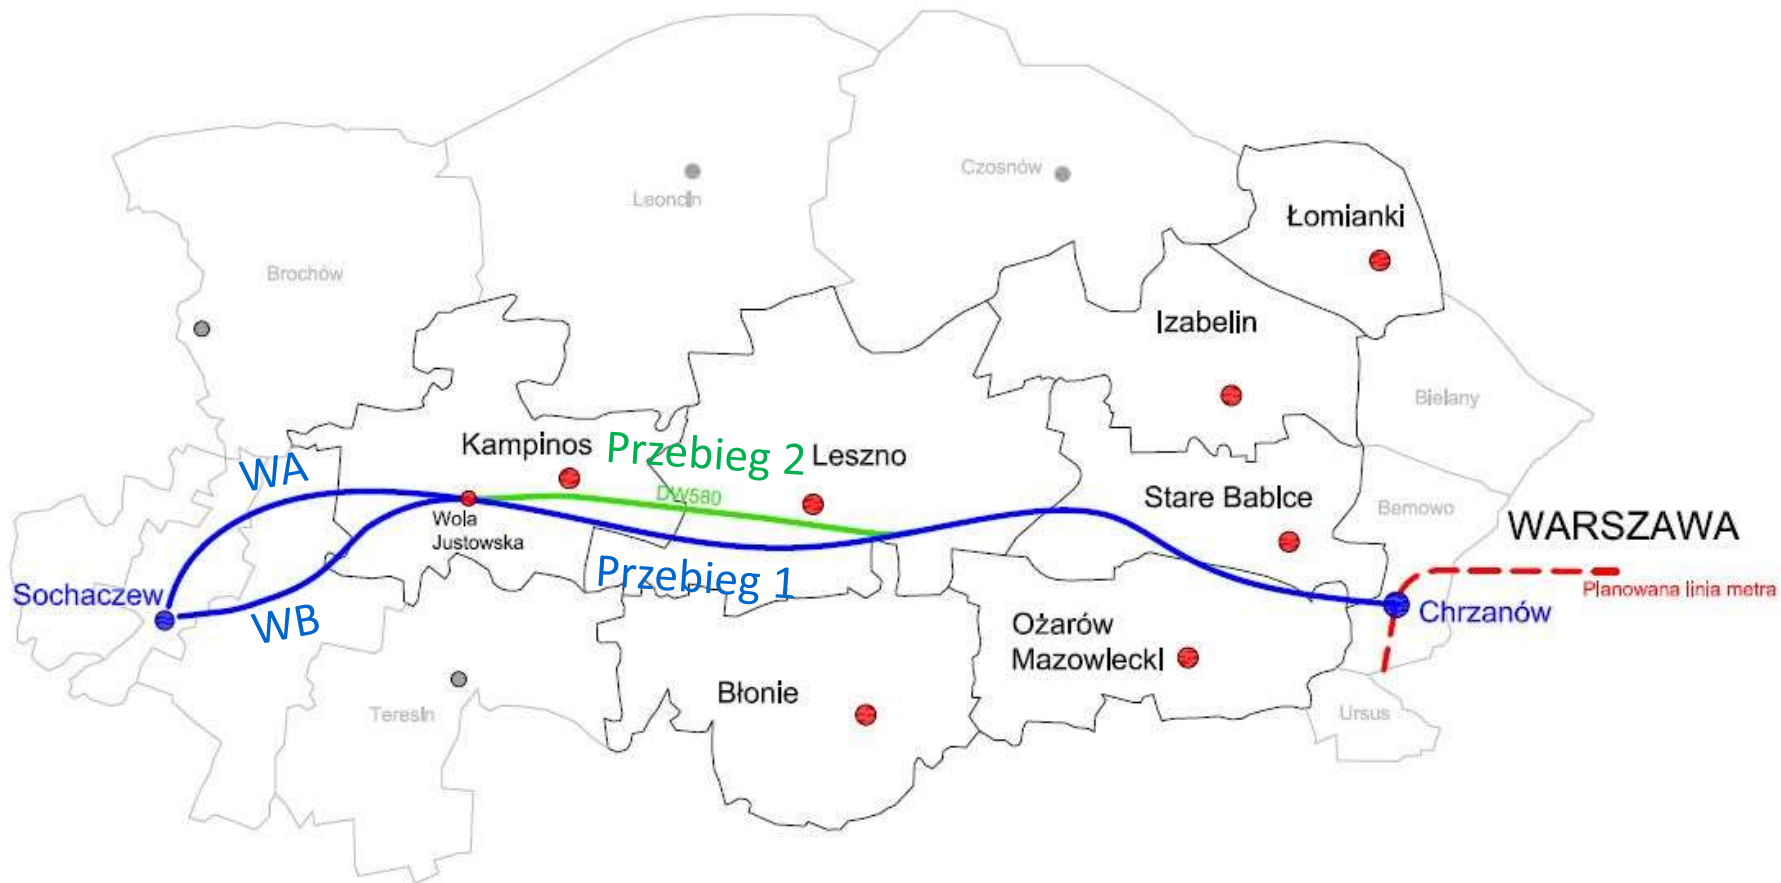 Leoncin
Czosnów
Łomianki
Brochów
Izabelin
Bielany
WA
Kampinos
Przebieg 2
Leszno
DW580
Stare Babice
Bemowo
WARSZAWA
Wola
Justowska
Sochaczew
WB
Przebieg 1
Planowana linia metra
Chrzanów
Ożarów
Mazowiecki
Błonie
Teresin
Ursus